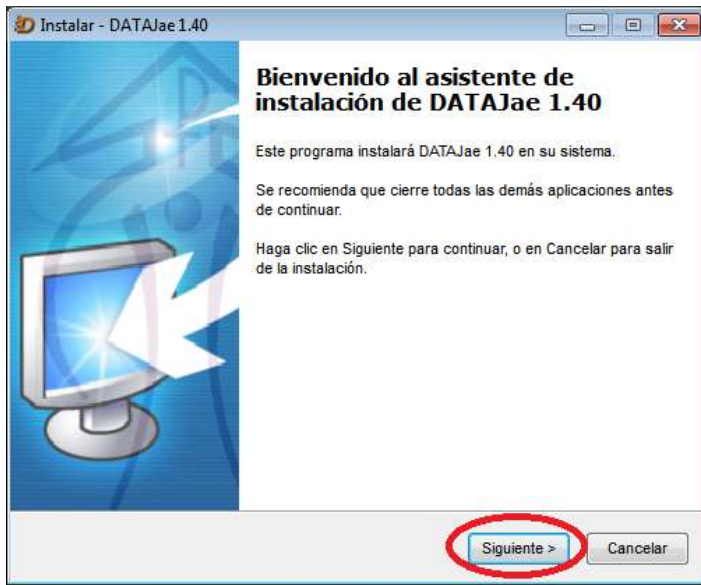 Instalar - DATAJae 1.40
Bienvenido al asistente de
instalación de DATAJae 1.40
Este programa instalará DATAJae 1.40 en su sistema.
Se recomienda que cierre todas las demás aplicaciones antes
de continuar.
Haga clic en Siguiente para continuar, o en Cancelar para salir
de la instalación.
Siguiente >
Cancelar